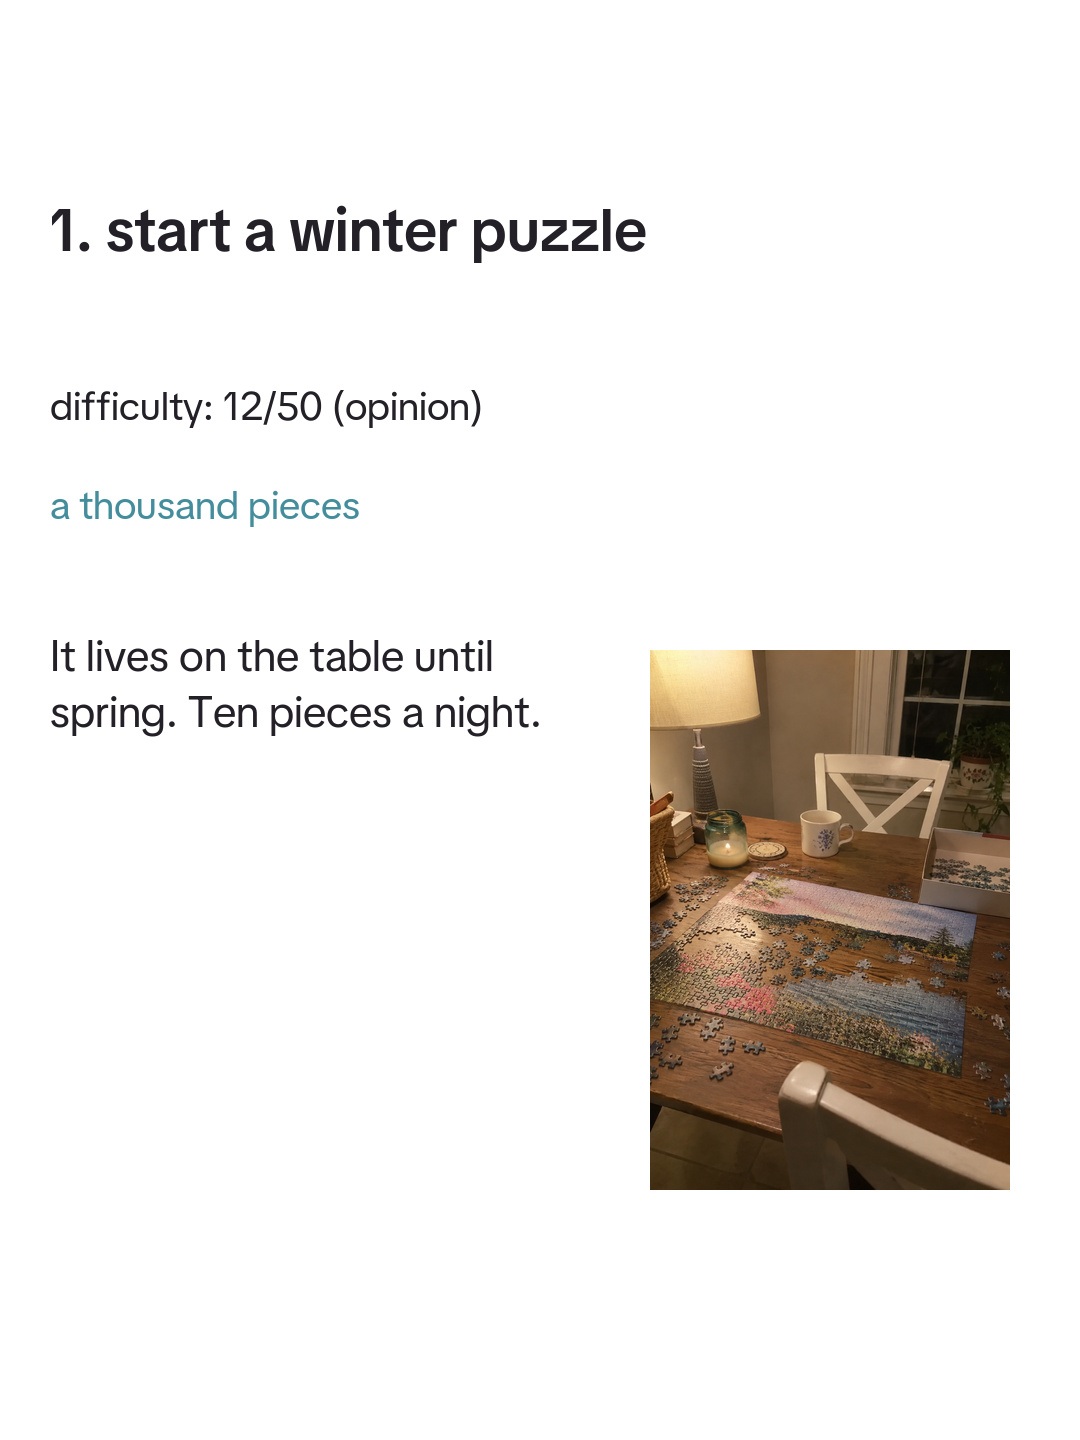 1. start a winter puzzle
difficulty: 12/50 (opinion)
a thousand pieces
It lives on the table until
spring. Ten pieces a night.